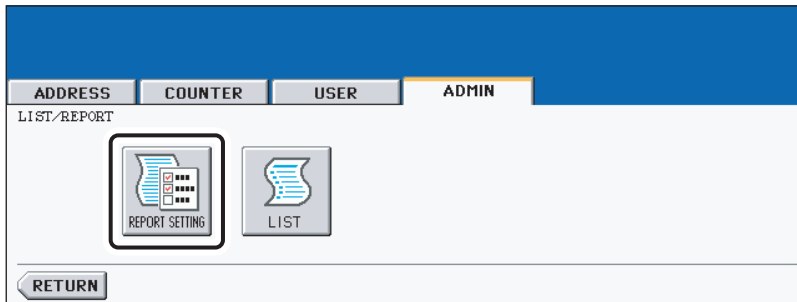 ADDRESS COUNTER USER ADMIN
LIST/REPORT
REPORT SETTING LIST
RETURN